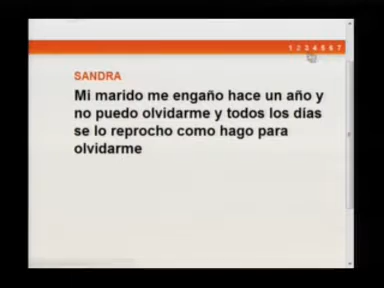 1 2 3 4 5 6 7
SANDRA
Mi marido me engaño hace un año y
no puedo olvidarme y todos los días
se lo reprocho como hago para
olvidarme